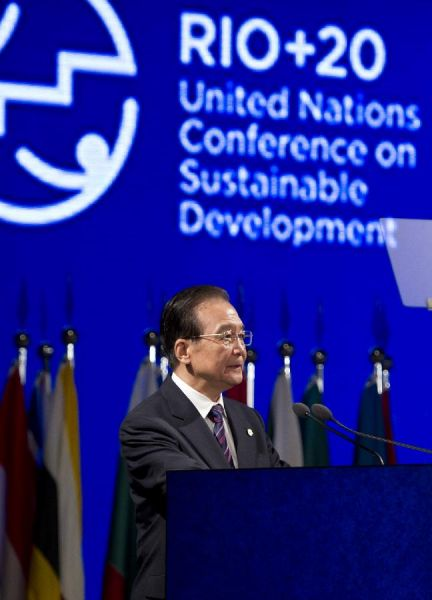 RIO+20
United Nations
Conference on
Sustainable
Development